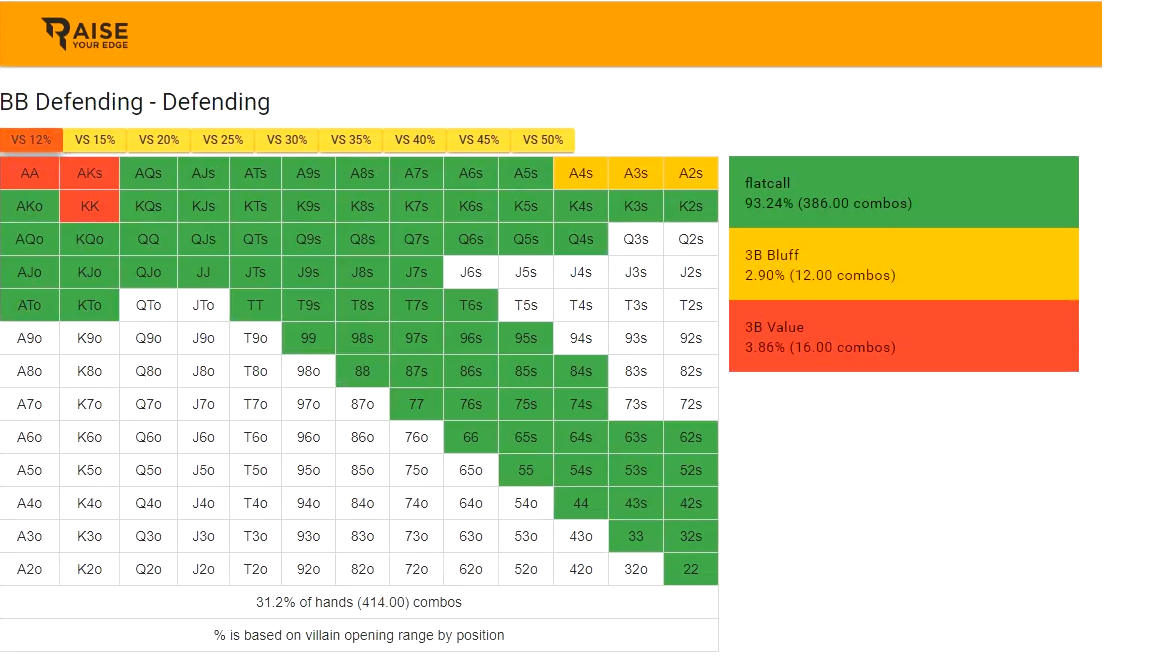 RAISE
YOUR EDGE
BB Defending - Defending
VS 12% VS 15% VS 20% VS 25% VS 30% VS 35% VS 40% VS 45% VS 50%
AA AKs AQs AJs ATs A9s A8s A7s A6s A5s A4s A3s A2s
AKo KK KQs KJs KTs K9s K8s K7s K6s K5s K4s K3s K2s
AQo KQo QQ QJs QTs Q9s Q8s Q7s Q6s Q5s Q4s Q3s Q2s
AJo KJo QJo JJ JTs J9s J8s J7s J6s J5s J4s J3s J2s
ATo KTo QTo JTo TT T9s T8s T7s T6s T5s T4s T3s T2s
A9o K9o Q9o J9o T9o 99 98s 97s 96s 95s 94s 93s 92s
A8o K8o Q8o J8o T8o 98o 88 87s 86s 85s 84s 83s 82s
A7o K7o Q7o J7o T7o 97o 87o 77 76s 75s 74s 73s 72s
A6o K6o Q6o J6o T6o 96o 86o 76o 66 65s 64s 63s 62s
A5o K5o Q5o J5o T5o 95o 85o 75o 65o 55 54s 53s 52s
A4o K4o Q4o J4o T4o 94o 84o 74o 64o 54o 44 43s 42s
A3o K3o Q3o J3o T3o 93o 83o 73o 63o 53o 43o 33 32s
A2o K2o Q2o J2o T2o 92o 82o 72o 62o 52o 42o 32o 22
31.2% of hands (414.00) combos
% is based on villain opening range by position
flatcall
93.24% (386.00 combos)
3B Bluff
2.90% (12.00 combos)
3B Value
3.86% (16.00 combos)